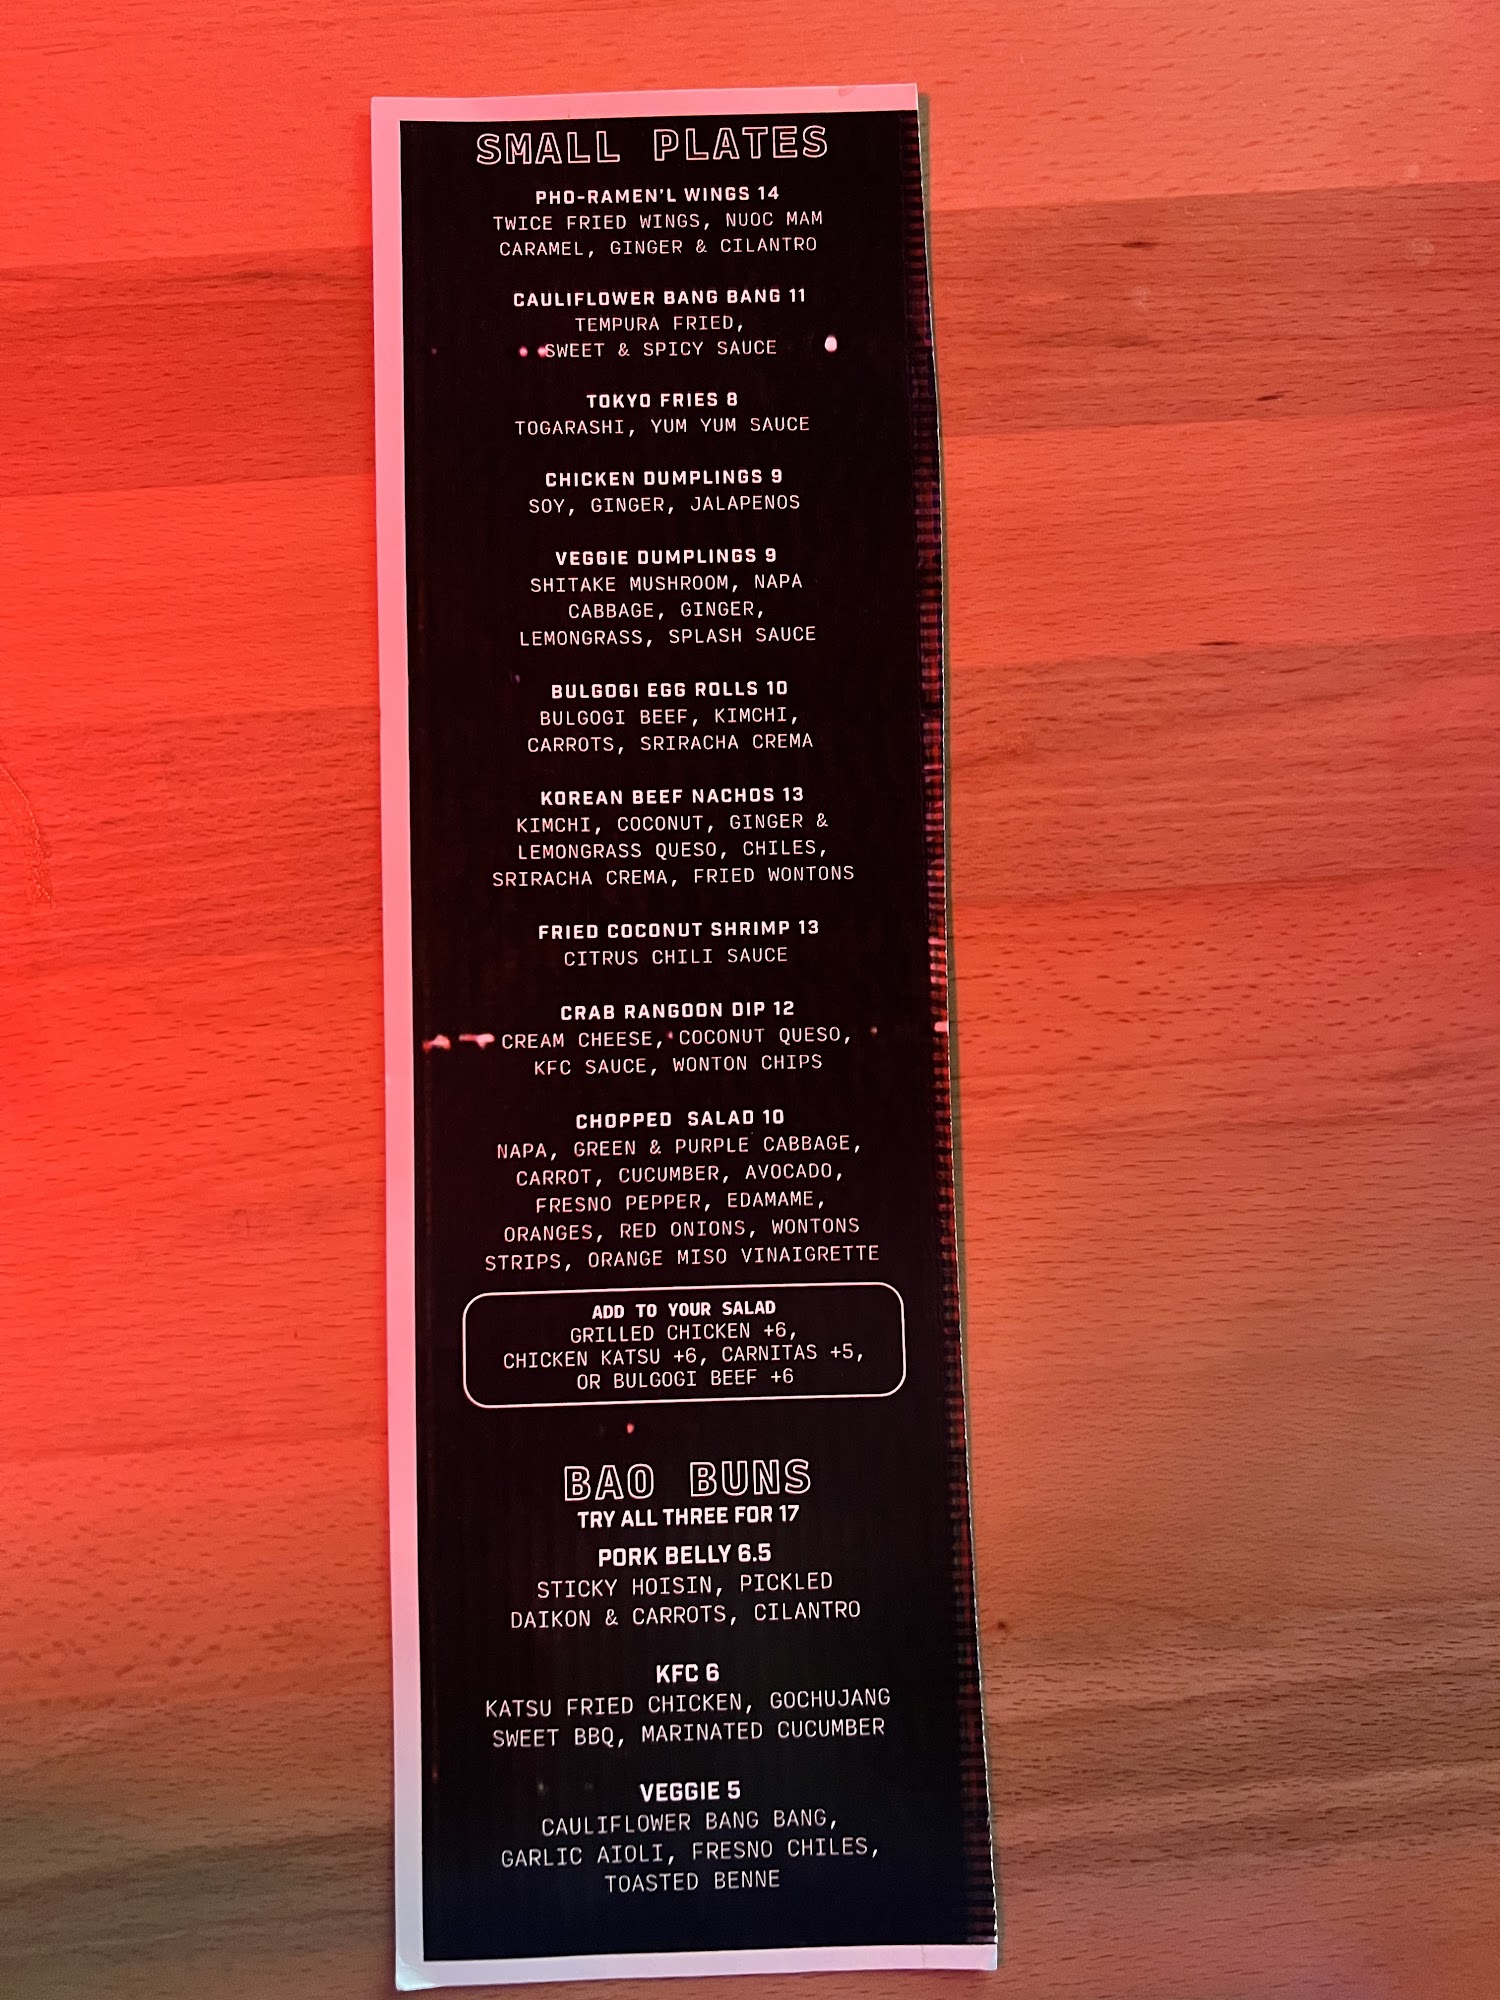 SMALL PLATES
PHO-RAMEN'L WINGS 14
TWICE FRIED WINGS, NUOC MAM
CARAMEL, GINGER & CILANTRO
CAULIFLOWER BANG BANG 11
TEMPURA FRIED,
SWEET & SPICY SAUCE
TOKYO FRIES 8
TOGARASHI, YUM YUM SAUCE
CHICKEN DUMPLINGS 9
SOY, GINGER, JALAPENOS
VEGGIE DUMPLINGS 9
SHITAKE MUSHROOM, NAPA
CABBAGE, GINGER,
LEMONGRASS, SPLASH SAUCE
BULGOGI EGG ROLLS 10
BULGOGI BEEF, KIMCHI,
CARROTS, SRIRACHA CREMA
KOREAN BEEF NACHOS 13
KIMCHI, COCONUT, GINGER &
LEMONGRASS QUESO, CHILES,
SRIRACHA CREMA, FRIED WONTONS
FRIED COCONUT SHRIMP 13
CITRUS CHILI SAUCE
CRAB RANGOON DIP 12
CREAM CHEESE, COCONUT QUESO,
KFC SAUCE, WONTON CHIPS
CHOPPED SALAD 10
NAPA, GREEN & PURPLE CABBAGE,
CARROT, CUCUMBER, AVOCADO,
FRESNO PEPPER, EDAMAME,
ORANGES, RED ONIONS, WONTONS
STRIPS, ORANGE MISO VINAIGRETTE
ADD TO YOUR SALAD
GRILLED CHICKEN +6,
CHICKEN KATSU +6, CARNITAS +5,
OR BULGOGI BEEF +6
BAO BUNS
TRY ALL THREE FOR 17
PORK BELLY 6.5
STICKY HOISIN, PICKLED
DAIKON & CARROTS, CILANTRO
KFC 6
KATSU FRIED CHICKEN, GOCHUJANG
SWEET BBQ, MARINATED CUCUMBER
VEGGIE 5
CAULIFLOWER BANG BANG,
GARLIC AIOLI, FRESNO CHILES,
TOASTED BENNE